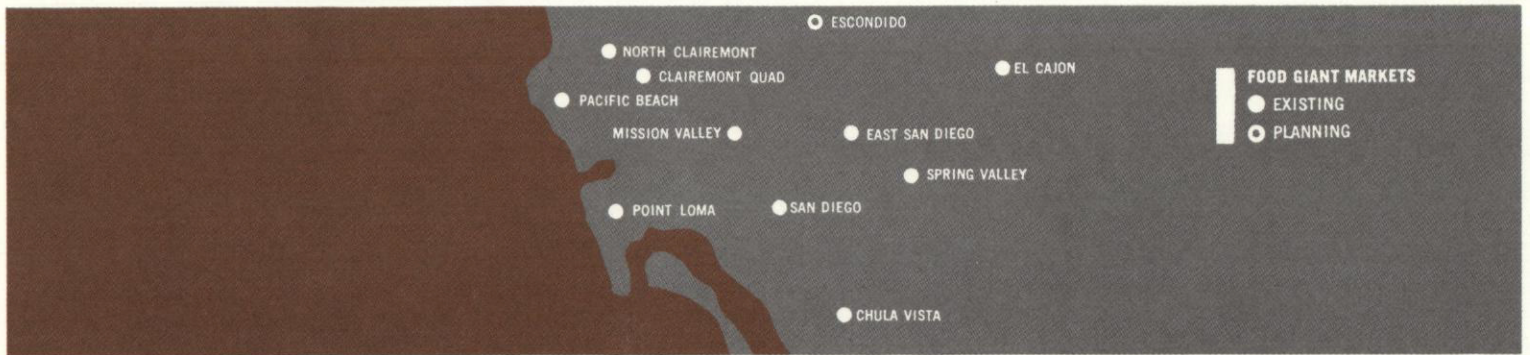 ESCONDIDO
NORTH CLAIREMONT
CLAIREMONT QUAD
EL CAJON
PACIFIC BEACH
MISSION VALLEY
EAST SAN DIEGO
SPRING VALLEY
POINT LOMA
SAN DIEGO
CHULA VISTA
FOOD GIANT MARKETS
EXISTING
PLANNING